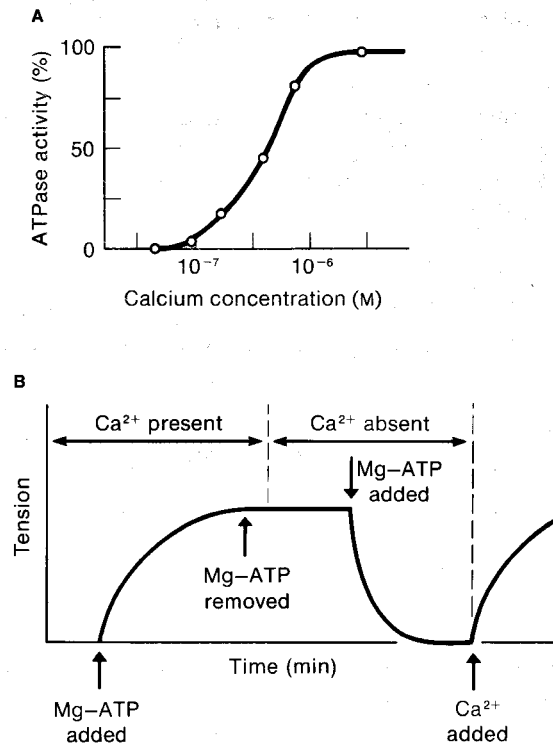 A
ATPase activity (%)
100
50
0
10⁻⁷
10⁻⁶
Calcium concentration (M)
B
Ca²⁺ present
Ca²⁺ absent
Tension
Mg–ATP
added
Mg–ATP
removed
Time (min)
Mg–ATP
added
Ca²⁺
added